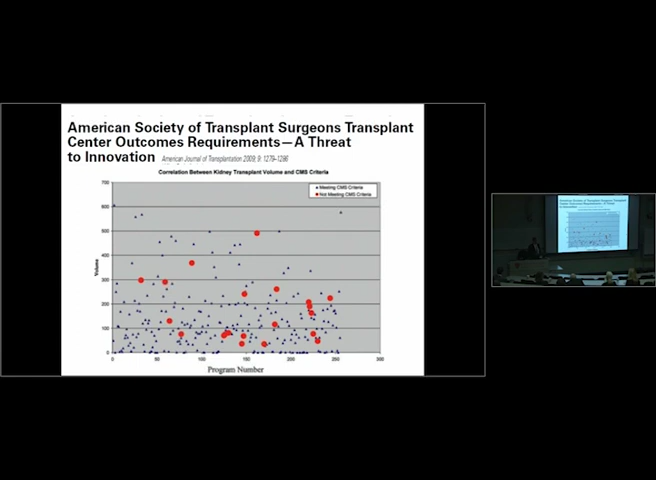 American Society of Transplant Surgeons Transplant
Center Outcomes Requirements—A Threat
to Innovation American Journal of Transplantation 2009; 9: 1279–1286
Correlation Between Kidney Transplant Volume and CMS Criteria
Meeting CMS Criteria
Not Meeting CMS Criteria
700
600
500
400
300
200
100
0
Volume
0 50 100 150 200 250 300
Program Number